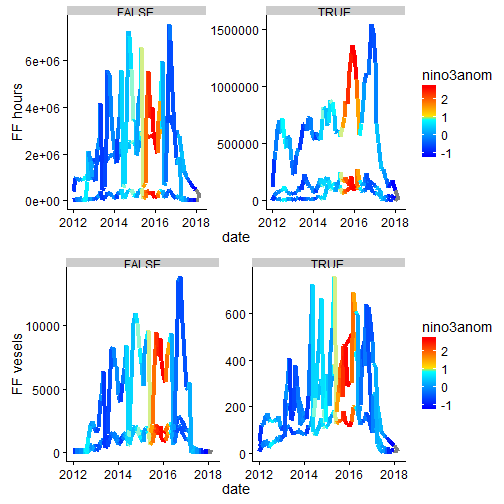 FALSE TRUE
FF hours
6e+06
4e+06
2e+06
0e+00
1500000
1000000
500000
0
2012 2014 2016 2018 2012 2014 2016 2018
date
nino3anom
2
1
0
-1
FALSE TRUE
FF vessels
10000
5000
0
600
400
200
0
2012 2014 2016 2018 2012 2014 2016 2018
date
nino3anom
2
1
0
-1